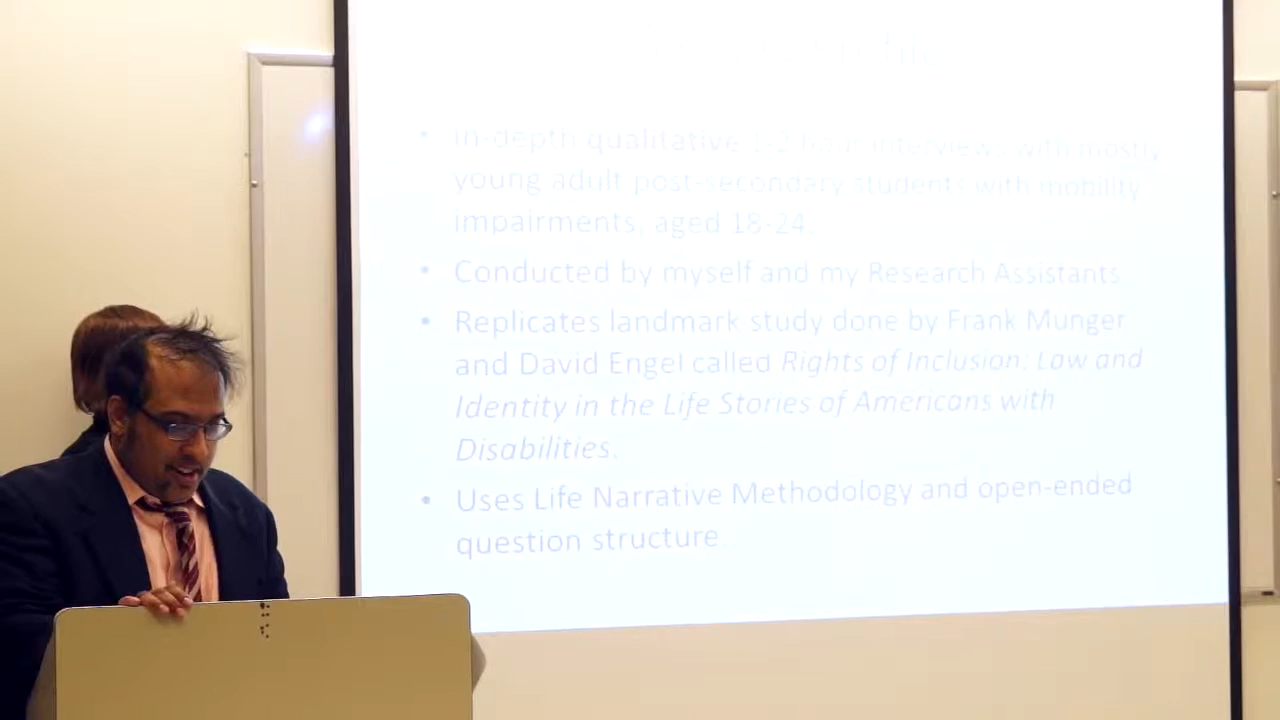 • In-depth qualitative 1-2 hour interviews with mostly
young adult post-secondary students with mobility
impairments, aged 18-24.
• Conducted by myself and my Research Assistants
• Replicates landmark study done by Frank Munger
and David Engel called Rights of Inclusion: Law and
Identity in the Life Stories of Americans with
Disabilities.
• Uses Life Narrative Methodology and open-ended
question structure.